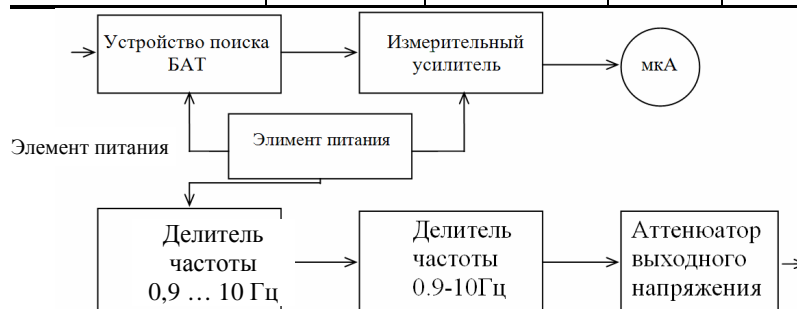 Устройство поиска
БАТ
Измерительный
усилитель
мкА
Элемент питания
Элимент питания
Делитель
частоты
0,9 ... 10 Гц
Делитель
частоты
0.9-10Гц
Аттенюатор
выходного
напряжения